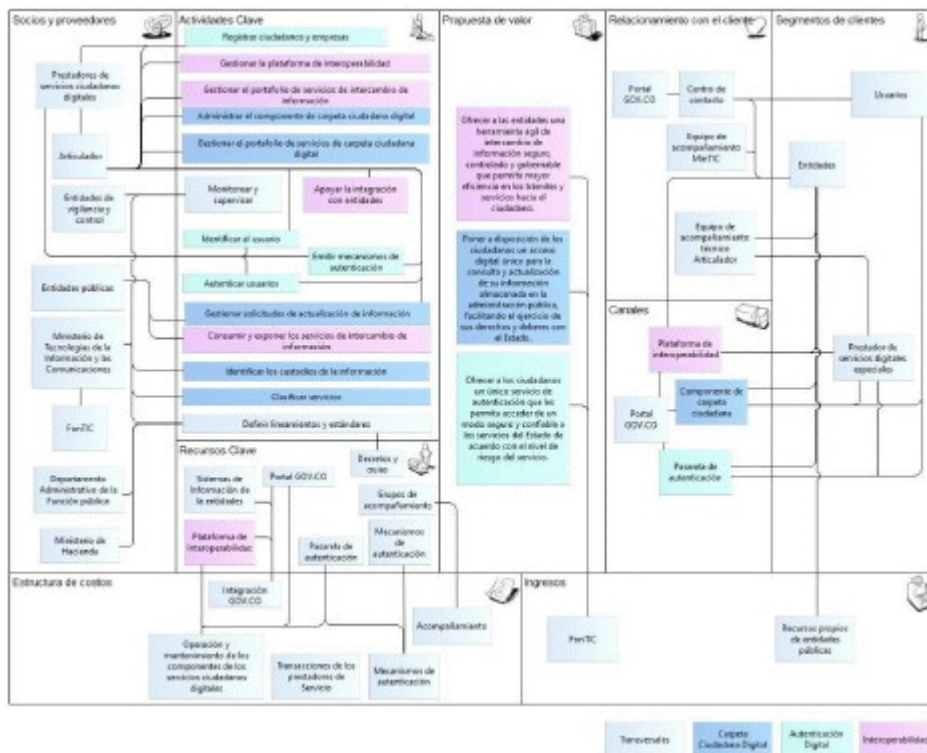 Socios y proveedores
Prestadores de
servicios ciudadanos
digitales
Articulador
Entidades de
vigilancia y
control
Entidades públicas
Ministerio de
Tecnologías de la
Información y las
Comunicaciones
FonTIC
Departamento
Administrativo de la
Función pública
Ministerio de
Hacienda
Actividades Clave
Registrar ciudadanos y empresas
Gestionar la plataforma de interoperabilidad
Gestionar el portafolio de servicios de intercambio de
información
Administrar el componente de carpeta ciudadana digital
Gestionar el portafolio de servicios de carpeta ciudadana
digital
Monitorear y
supervisar
Apoyar la integración
con entidades
Identificar al usuario
Emitir mecanismos de
autenticación
Autenticar usuarios
Gestionar solicitudes de actualización de información
Consumir y exponer los servicios de intercambio de
información
Identificar los custodios de la información
Clasificar servicios
Definir lineamientos y estándares
Recursos Clave
Decretos y
guías
Sistemas de
Información de
la entidades
Portal GOV.CO
Grupos de
acompañamiento
Plataforma de
Interoperabilidad
Pasarela de
autenticación
Mecanismos
de
autenticación
Propuesta de valor
Ofrecer a las entidades una
herramienta ágil de
intercambio de
información seguro,
controlado y gobernable
que permita mayor
eficiencia en los trámites y
servicios hacia el
ciudadano.
Poner a disposición de los
ciudadanos un acceso
digital único para la
consulta y actualización
de su información
almacenada en la
administración pública,
facilitando el ejercicio de
sus derechos y deberes con
el Estado.
Ofrecer a los ciudadanos
un único servicio de
autenticación que les
permita acceder de un
modo seguro y confiable a
los servicios del Estado de
acuerdo con el nivel de
riesgo del servicio.
Relacionamiento con el cliente
Portal
GOV.CO
Centro de
contacto
Equipo de
acompañamiento
MinTIC
Equipo de
acompañamiento
técnico
Articulador
Canales
Plataforma de
interoperabilidad
Componente de
carpeta
ciudadana
Portal
GOV.CO
Pasarela de
autenticación
Segmentos de clientes
Usuarios
Entidades
Prestador de
servicios digitales
especiales
Estructura de costos
Integración
GOV.CO
Operación y
mantenimiento de los
componentes de los
servicios ciudadanos
digitales
Transacciones de los
prestadores de
Servicio
Mecanismos de
autenticación
Acompañamiento
Ingresos
FonTIC
Recursos propios
de entidades
públicas
Transversales
Carpeta
Ciudadana Digital
Autenticación
Digital
Interoperabilidad